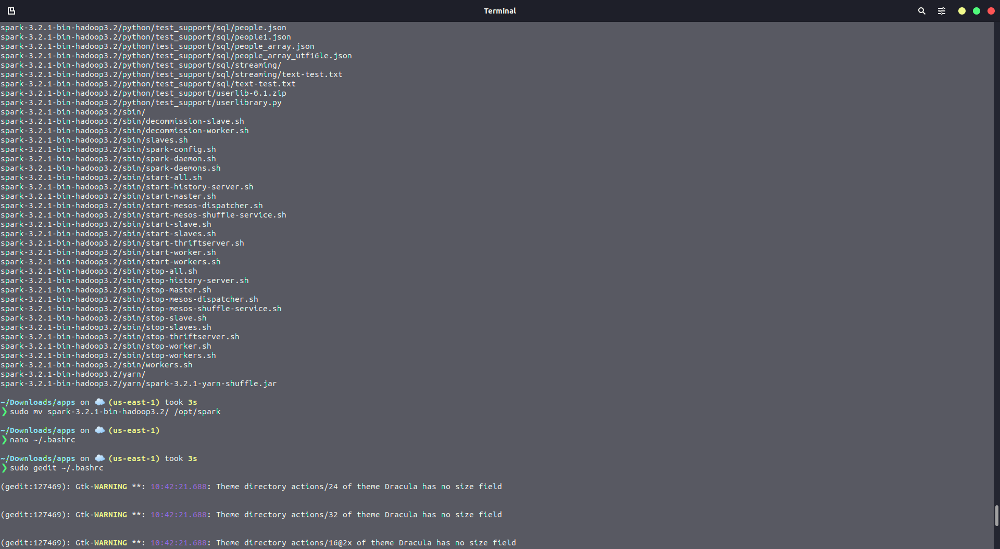 Terminal
spark-3.2.1-bin-hadoop3.2/python/test_support/sql/people.json
spark-3.2.1-bin-hadoop3.2/python/test_support/sql/people1.json
spark-3.2.1-bin-hadoop3.2/python/test_support/sql/people_array.json
spark-3.2.1-bin-hadoop3.2/python/test_support/sql/people_array_utf16le.json
spark-3.2.1-bin-hadoop3.2/python/test_support/sql/streaming/
spark-3.2.1-bin-hadoop3.2/python/test_support/sql/streaming/text-test.txt
spark-3.2.1-bin-hadoop3.2/python/test_support/sql/text-test.txt
spark-3.2.1-bin-hadoop3.2/python/test_support/userlib-0.1.zip
spark-3.2.1-bin-hadoop3.2/python/test_support/userlibrary.py
spark-3.2.1-bin-hadoop3.2/sbin/
spark-3.2.1-bin-hadoop3.2/sbin/decommission-slave.sh
spark-3.2.1-bin-hadoop3.2/sbin/decommission-worker.sh
spark-3.2.1-bin-hadoop3.2/sbin/slaves.sh
spark-3.2.1-bin-hadoop3.2/sbin/spark-config.sh
spark-3.2.1-bin-hadoop3.2/sbin/spark-daemon.sh
spark-3.2.1-bin-hadoop3.2/sbin/spark-daemons.sh
spark-3.2.1-bin-hadoop3.2/sbin/start-all.sh
spark-3.2.1-bin-hadoop3.2/sbin/start-history-server.sh
spark-3.2.1-bin-hadoop3.2/sbin/start-master.sh
spark-3.2.1-bin-hadoop3.2/sbin/start-mesos-dispatcher.sh
spark-3.2.1-bin-hadoop3.2/sbin/start-mesos-shuffle-service.sh
spark-3.2.1-bin-hadoop3.2/sbin/start-slave.sh
spark-3.2.1-bin-hadoop3.2/sbin/start-slaves.sh
spark-3.2.1-bin-hadoop3.2/sbin/start-thriftserver.sh
spark-3.2.1-bin-hadoop3.2/sbin/start-worker.sh
spark-3.2.1-bin-hadoop3.2/sbin/start-workers.sh
spark-3.2.1-bin-hadoop3.2/sbin/stop-all.sh
spark-3.2.1-bin-hadoop3.2/sbin/stop-history-server.sh
spark-3.2.1-bin-hadoop3.2/sbin/stop-master.sh
spark-3.2.1-bin-hadoop3.2/sbin/stop-mesos-dispatcher.sh
spark-3.2.1-bin-hadoop3.2/sbin/stop-mesos-shuffle-service.sh
spark-3.2.1-bin-hadoop3.2/sbin/stop-slave.sh
spark-3.2.1-bin-hadoop3.2/sbin/stop-slaves.sh
spark-3.2.1-bin-hadoop3.2/sbin/stop-thriftserver.sh
spark-3.2.1-bin-hadoop3.2/sbin/stop-worker.sh
spark-3.2.1-bin-hadoop3.2/sbin/stop-workers.sh
spark-3.2.1-bin-hadoop3.2/sbin/workers.sh
spark-3.2.1-bin-hadoop3.2/yarn/
spark-3.2.1-bin-hadoop3.2/yarn/spark-3.2.1-yarn-shuffle.jar
~/Downloads/apps on ☁️ (us-east-1) took 3s
❯ sudo mv spark-3.2.1-bin-hadoop3.2/ /opt/spark
~/Downloads/apps on ☁️ (us-east-1)
❯ nano ~/.bashrc
~/Downloads/apps on ☁️ (us-east-1) took 3s
❯ sudo gedit ~/.bashrc
(gedit:127469): Gtk-WARNING **: 10:42:21.688: Theme directory actions/24 of theme Dracula has no size field
(gedit:127469): Gtk-WARNING **: 10:42:21.688: Theme directory actions/32 of theme Dracula has no size field
(gedit:127469): Gtk-WARNING **: 10:42:21.688: Theme directory actions/16@2x of theme Dracula has no size field